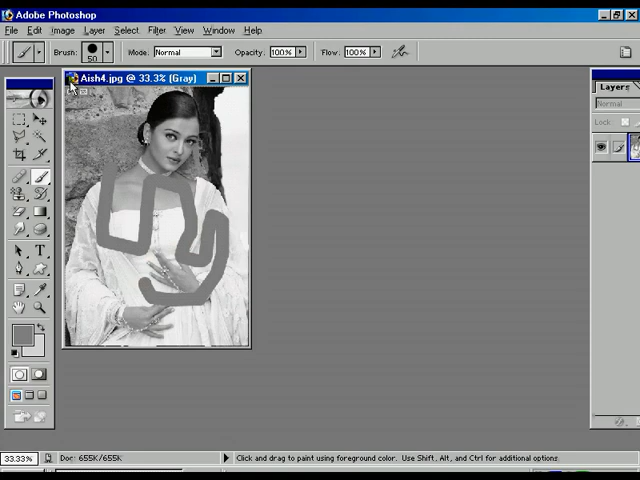 Adobe Photoshop
File Edit Image Layer Select Filter View Window Help
Brush: 50 Mode: Normal Opacity: 100% Flow: 100%
Aish4.jpg @ 33.3% (Gray)
Layers
Normal
Lock:
T
33.33% Doc: 655K/655K Click and drag to paint using foreground color. Use Shift, Alt, and Ctrl for additional options.